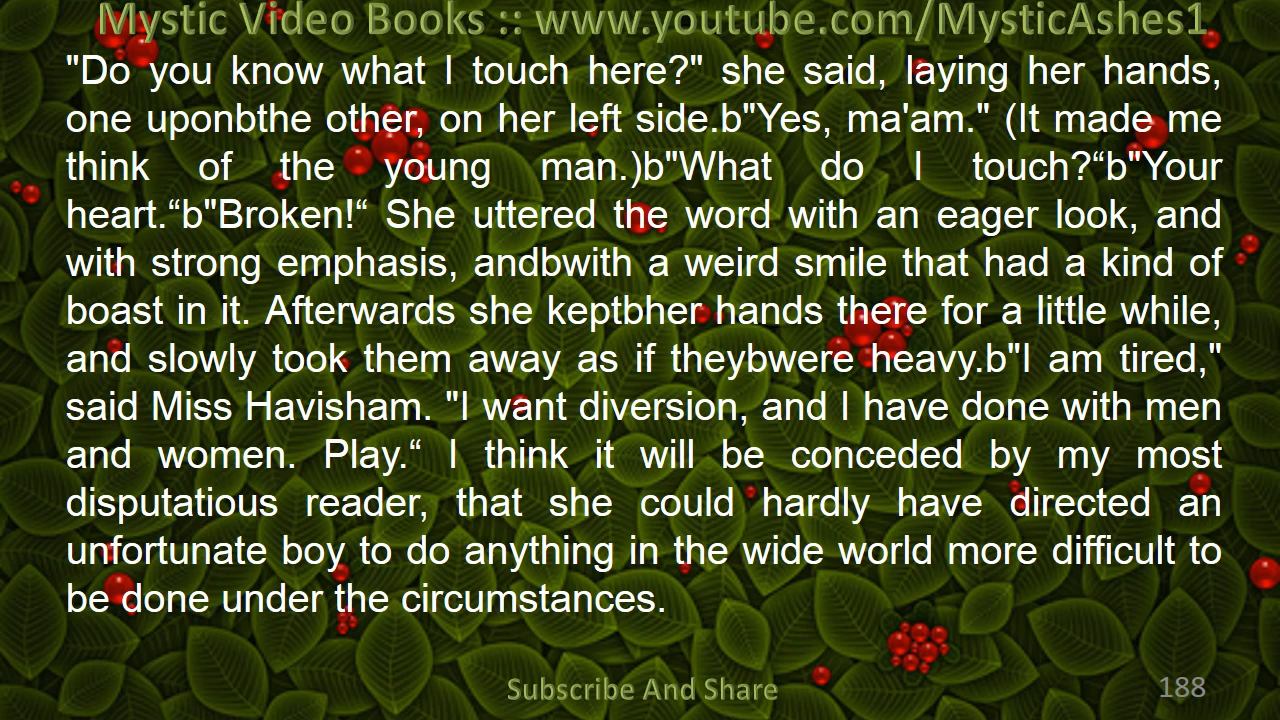 Mystic Video Books :: www.youtube.com/MysticAshes1
"Do you know what I touch here?" she said, laying her hands,
one uponbthe other, on her left side.b"Yes, ma'am." (It made me
think of the young man.)b"What do I touch?“b"Your
heart.“b"Broken!“ She uttered the word with an eager look, and
with strong emphasis, andbwith a weird smile that had a kind of
boast in it. Afterwards she keptbher hands there for a little while,
and slowly took them away as if theybwere heavy.b"I am tired,"
said Miss Havisham. "I want diversion, and I have done with men
and women. Play.“ I think it will be conceded by my most
disputatious reader, that she could hardly have directed an
unfortunate boy to do anything in the wide world more difficult to
be done under the circumstances.
Subscribe And Share
188